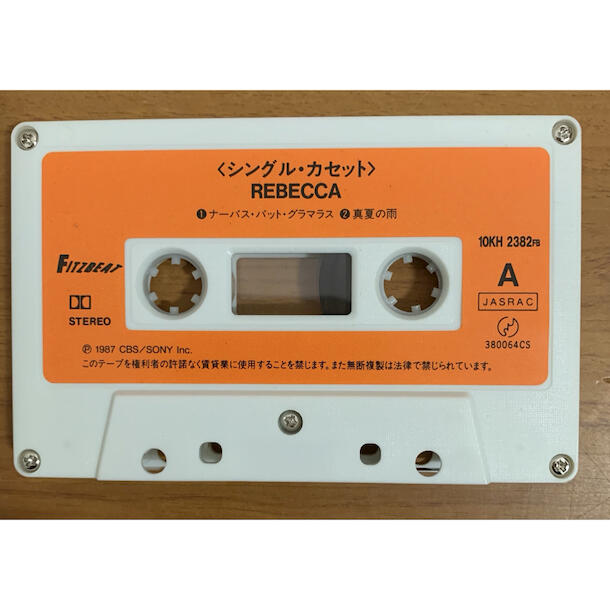 〈シングル・カセット〉
REBECCA
❶ナーバス・バット・グラマラス ❷真夏の雨
10KH 2382FB
FITZBEAT
A
JASRAC
STEREO
380064CS
Ⓟ 1987 CBS/SONY Inc.
このテープを権利者の許諾なく賃貸業に使用することを禁じます。また無断複製は法律で禁じられています。